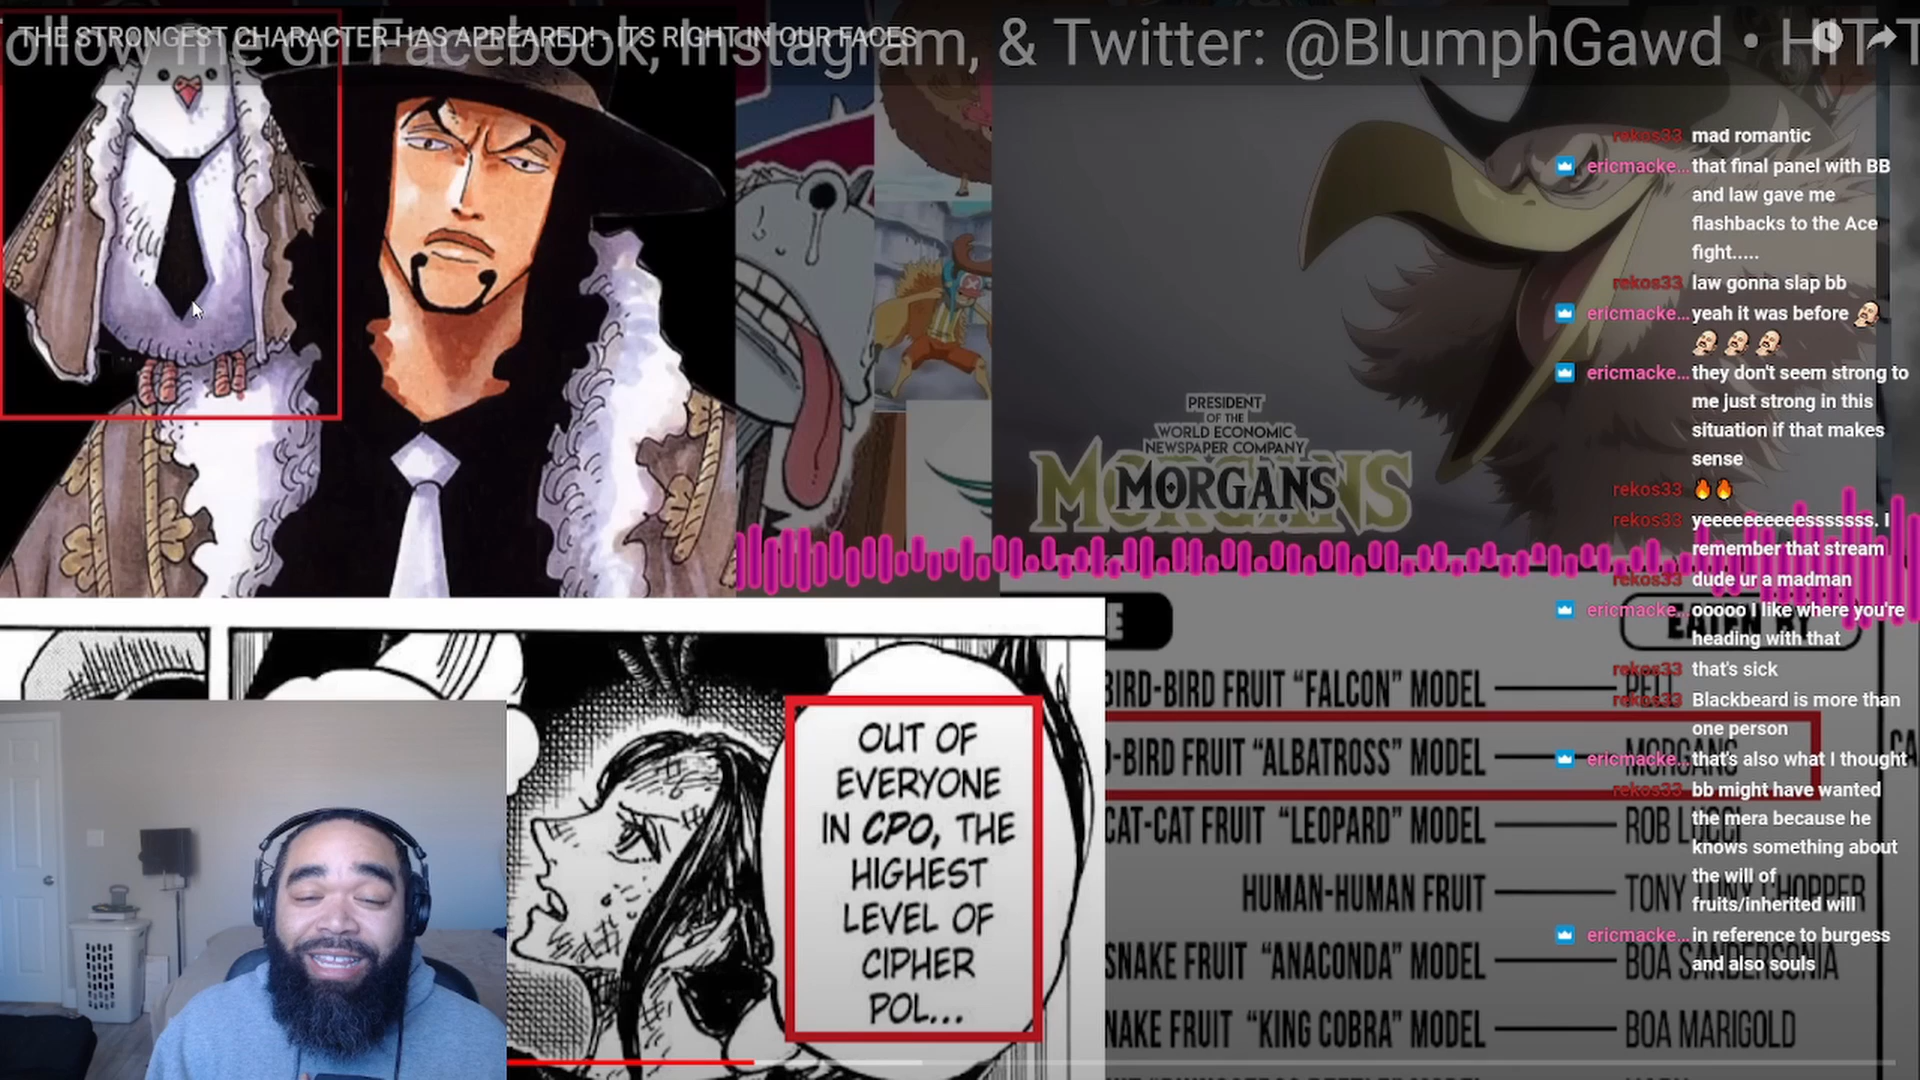 ollow me on Facebook, Instagram, & Twitter: @BlumphGawd • HIT T
THE STRONGEST CHARACTER HAS APPEARED! - ITS RIGHT IN OUR FACES
PRESIDENT
OF THE
WORLD ECONOMIC
NEWSPAPER COMPANY
MORGANS
MORGANS
rekos33 mad romantic
ericmacke... that final panel with BB
and law gave me
flashbacks to the Ace
fight.....
rekos33 law gonna slap bb
ericmacke... yeah it was before
ericmacke... they don't seem strong to
me just strong in this
situation if that makes
sense
rekos33
rekos33 yeeeeeeeeeesssssss. I
remember that stream
rekos33 dude ur a madman
ericmacke... ooooo I like where you're
heading with that
rekos33 that's sick
rekos33 Blackbeard is more than
one person
ericmacke... that's also what I thought
rekos33 bb might have wanted
the mera because he
knows something about
the will of
fruits/inherited will
ericmacke... in reference to burgess
and also souls
OUT OF
EVERYONE
IN CP0, THE
HIGHEST
LEVEL OF
CIPHER
POL...
E
EATEN BY
BIRD-BIRD FRUIT “FALCON” MODEL
D-BIRD FRUIT “ALBATROSS” MODEL MORGANS
CAT-CAT FRUIT “LEOPARD” MODEL ROB LUCCI
HUMAN-HUMAN FRUIT TONY TONY CHOPPER
SNAKE FRUIT “ANACONDA” MODEL BOA SANDERSONIA
NAKE FRUIT “KING COBRA” MODEL BOA MARIGOLD